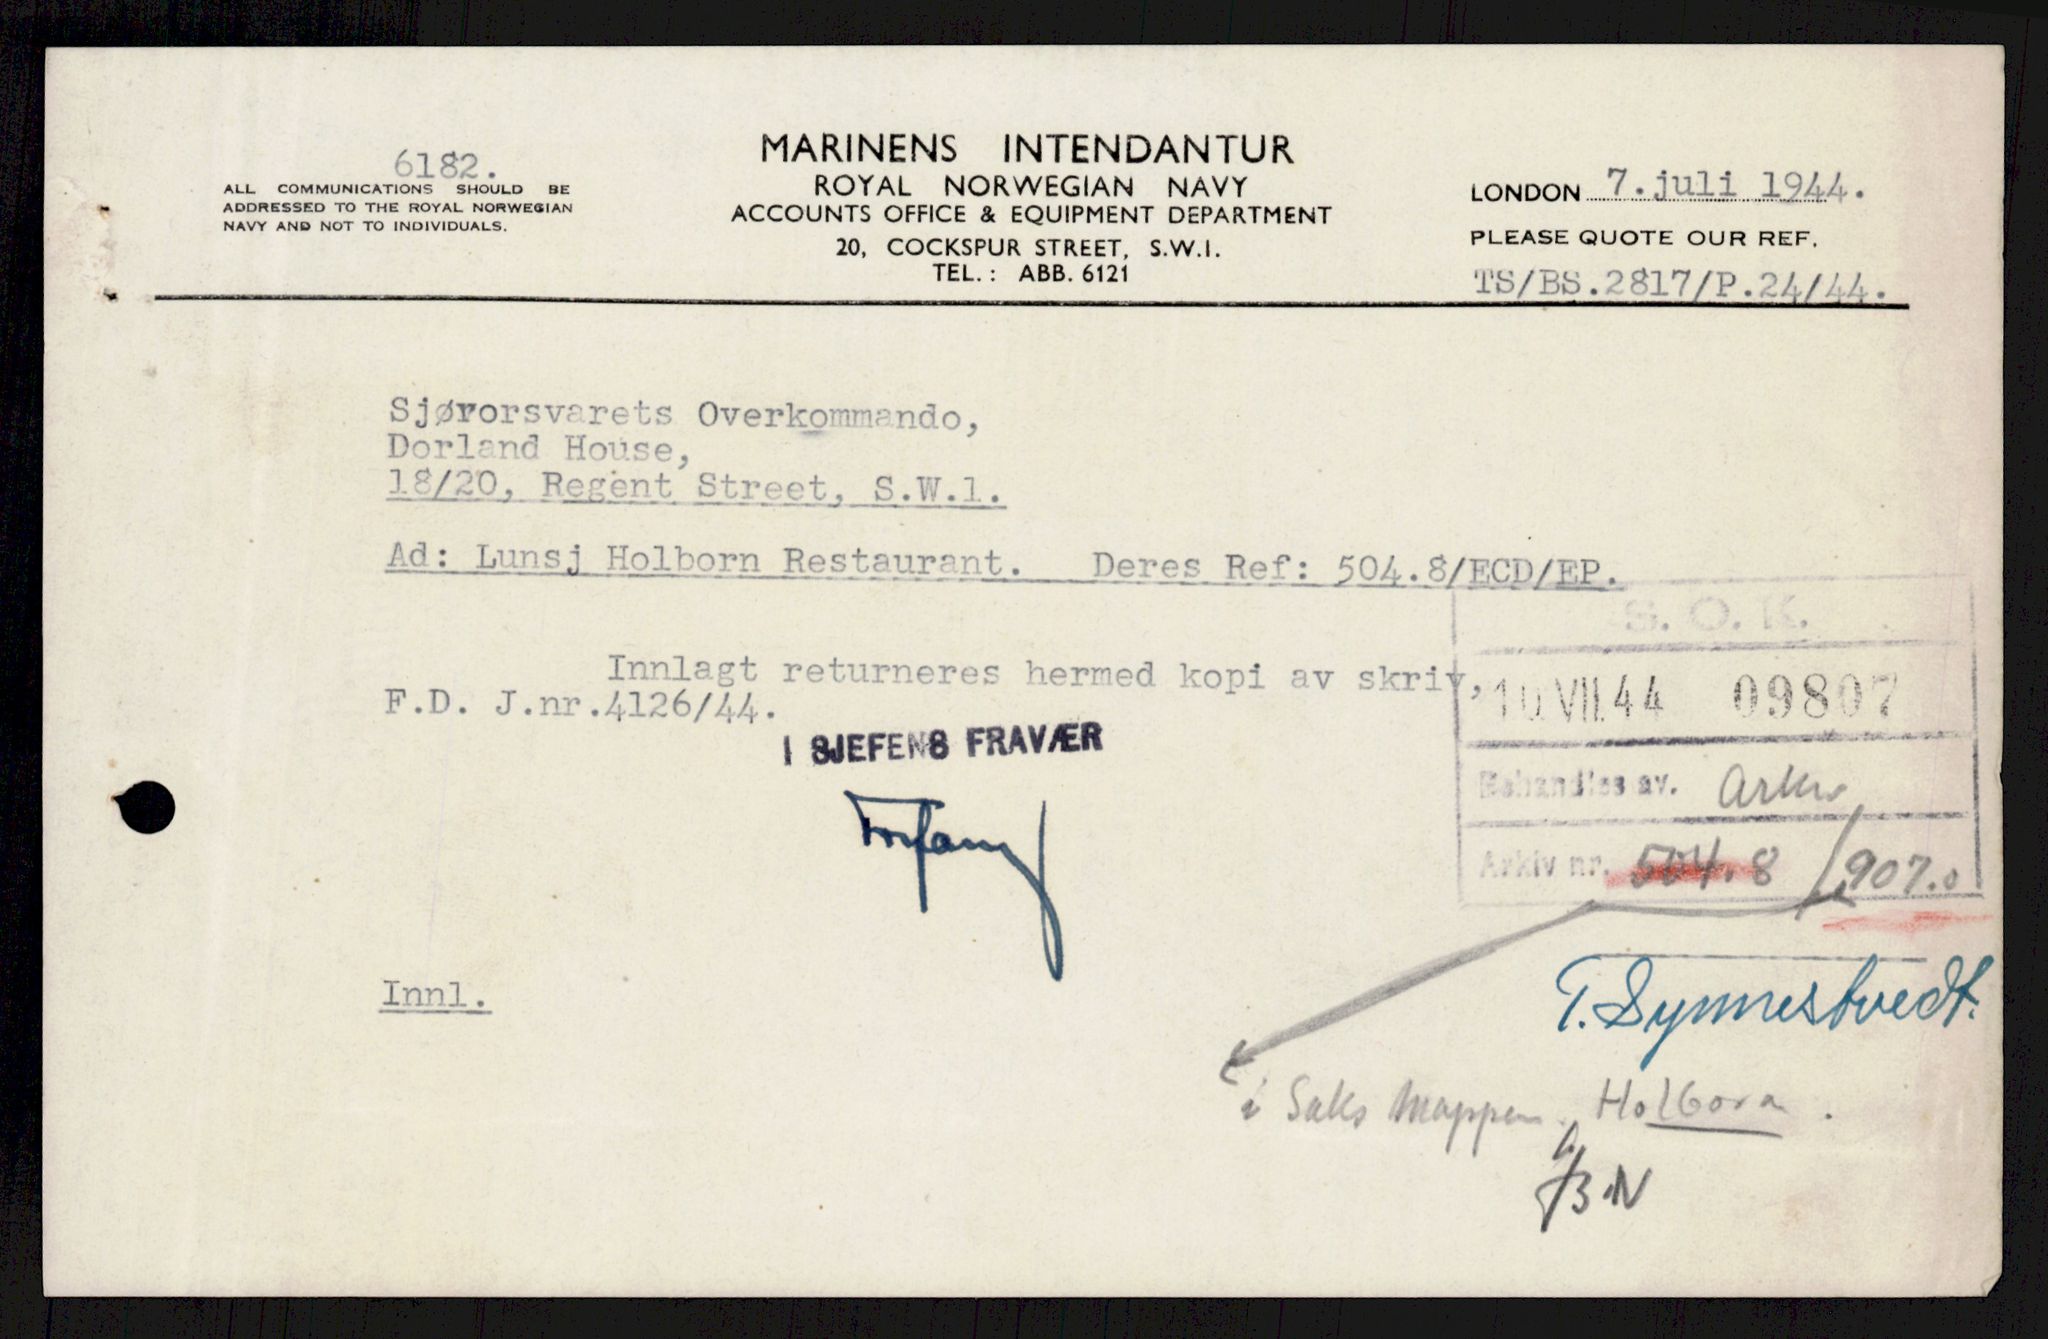 6182.
ALL COMMUNICATIONS SHOULD BE
ADDRESSED TO THE ROYAL NORWEGIAN
NAVY AND NOT TO INDIVIDUALS.
MARINENS INTENDANTUR
ROYAL NORWEGIAN NAVY
ACCOUNTS OFFICE & EQUIPMENT DEPARTMENT
20, COCKSPUR STREET, S.W.1.
TEL.: ABB. 6121
LONDON 7.juli 1944.
PLEASE QUOTE OUR REF.
TS/BS.2817/P.24/44.
Sjørorsvarets Overkommando,
Dorland House,
18/20, Regent Street, S.W.1.
Ad: Lunsj Holborn Restaurant. Deres Ref: 504.8/ECD/EP.
Innlagt returneres hermed kopi av skriv,
F.D. J.nr.4126/44.
I SJEFENS FRAVÆR
S. O. K.
10 VII.44 09807
Behandles av. Arkiv
Arkiv nr. 504.8 / 907.0
Innl.
T. Synnestvedt.
i Saks mappen Holborn.